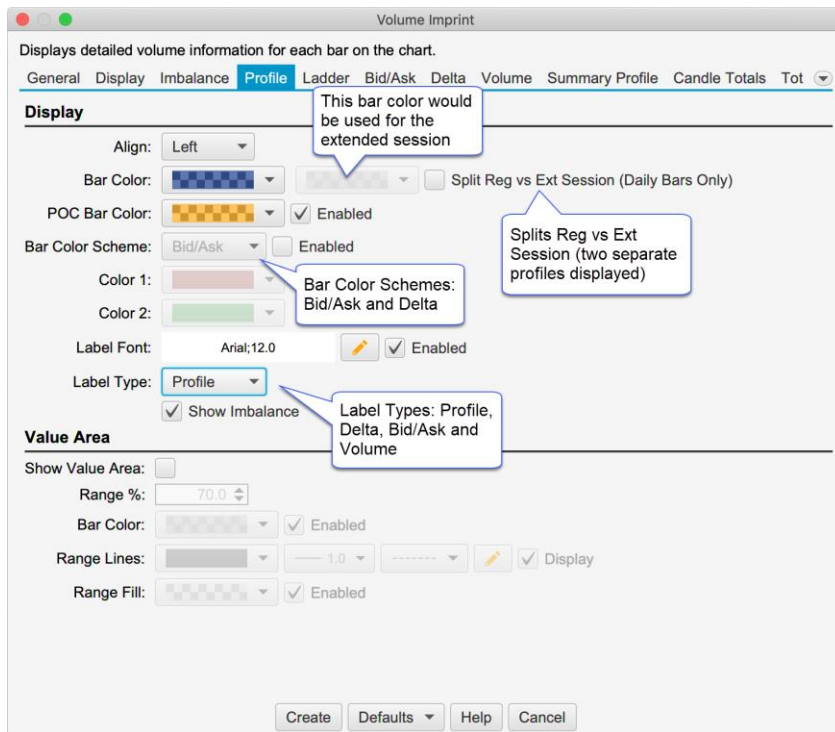 Volume Imprint
Displays detailed volume information for each bar on the chart.
General Display Imbalance Profile Ladder Bid/Ask Delta Volume Summary Profile Candle Totals Tot
This bar color would
be used for the
extended session
Display
Align: Left
Bar Color: Split Reg vs Ext Session (Daily Bars Only)
POC Bar Color: Enabled
Splits Reg vs Ext
Session (two separate
profiles displayed)
Bar Color Scheme: Bid/Ask Enabled
Bar Color Schemes:
Bid/Ask and Delta
Color 1:
Color 2:
Label Font: Arial;12.0 Enabled
Label Type: Profile
Show Imbalance
Label Types: Profile,
Delta, Bid/Ask and
Volume
Value Area
Show Value Area:
Range %: 70.0
Bar Color: Enabled
Range Lines: 1.0 Display
Range Fill: Enabled
Create Defaults Help Cancel